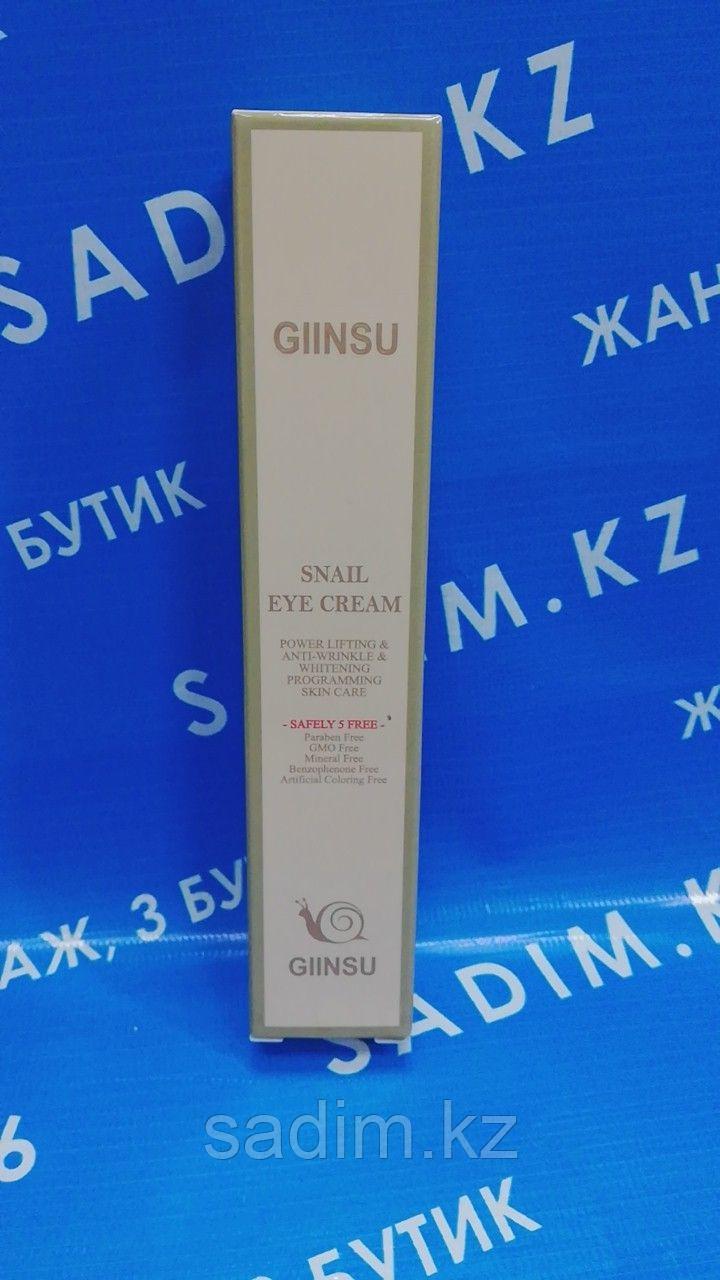 SAD
.KZ
ЖАН
БУТИК
S
IM.KZ
GIINSU
SNAIL
EYE CREAM
POWER LIFTING &
ANTI-WRINKLE &
WHITENING
PROGRAMMING
SKIN CARE
- SAFELY 5 FREE -
Paraben Free
GMO Free
Mineral Free
Benzophenone Free
Artificial Coloring Free
GIINSU
АЖ, 3 БУ
SADIM.K
6
sadim.kz
БУТИК